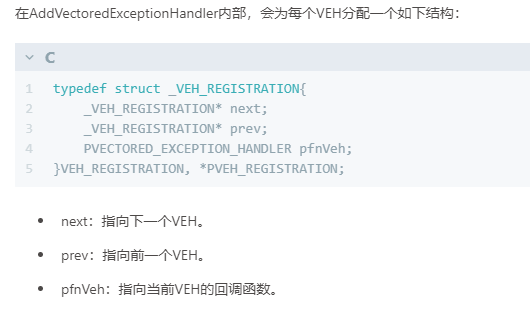 在AddVectoredExceptionHandler内部，会为每个VEH分配一个如下结构：
C
1 typedef struct _VEH_REGISTRATION{
2     _VEH_REGISTRATION* next;
3     _VEH_REGISTRATION* prev;
4     PVECTORED_EXCEPTION_HANDLER pfnVeh;
5 }VEH_REGISTRATION, *PVEH_REGISTRATION;
• next：指向下一个VEH。
• prev：指向前一个VEH。
• pfnVeh：指向当前VEH的回调函数。